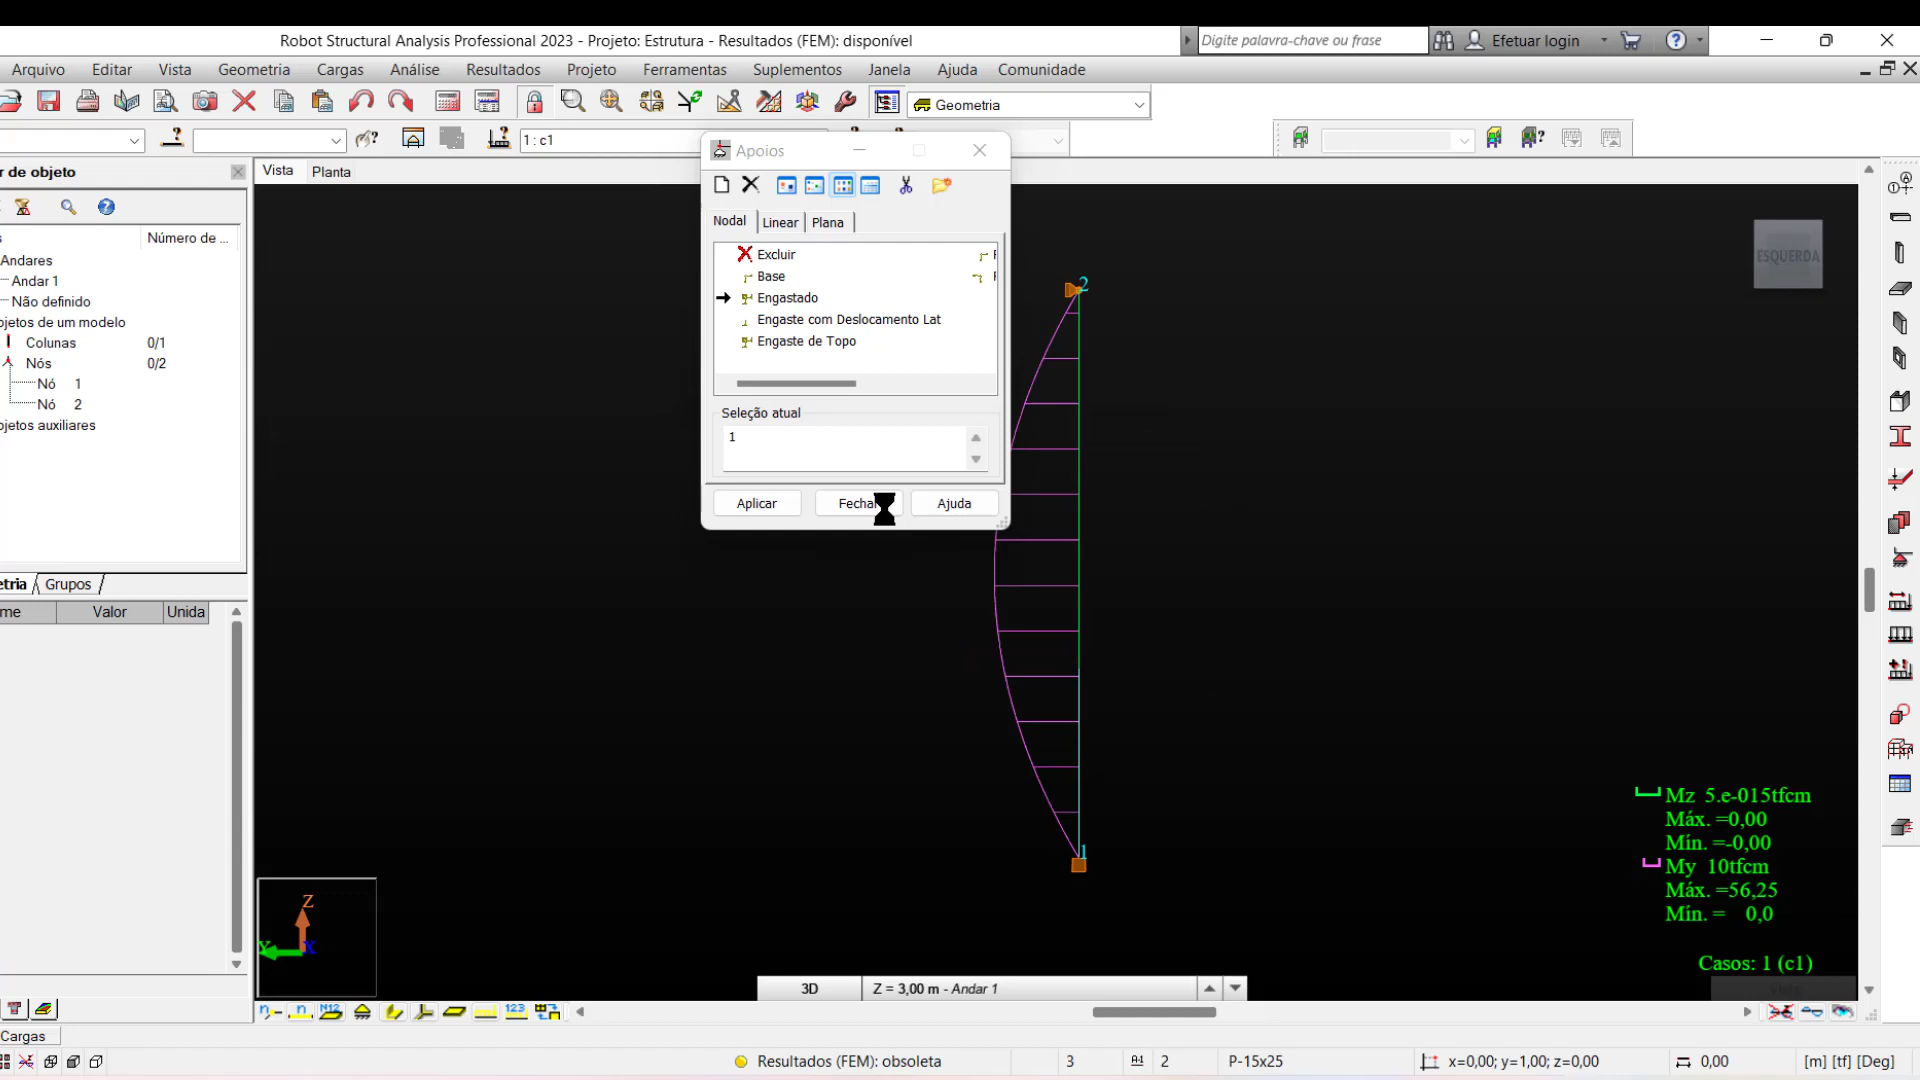 Robot Structural Analysis Professional 2023 - Projeto: Estrutura - Resultados (FEM): disponível
Digite palavra-chave ou frase
Efetuar login
Arquivo Editar Vista Geometria Cargas Análise Resultados Projeto Ferramentas Suplementos Janela Ajuda Comunidade
Geometria
1 : c1
Apoios
r de objeto
Vista
Planta
Nodal
Linear
Plana
Número de ...
Andares
Andar 1
Não definido
ojetos de um modelo
Colunas 0/1
Nós 0/2
Nó 1
Nó 2
ojetos auxiliares
Excluir
Base
Engastado
Engaste com Deslocamento Lat
Engaste de Topo
Seleção atual
1
Aplicar
Fechar
Ajuda
ESQUERDA
2
1
etria
Grupos
me
Valor
Unida
Mz 5.e-015tfcm
Máx. =0,00
Mín. =-0,00
My 10tfcm
Máx. =56,25
Mín. = 0,0
Casos: 1 (c1)
Z
Y
X
3D
Z = 3,00 m - Andar 1
Cargas
Resultados (FEM): obsoleta
3
2
P-15x25
x=0,00; y=1,00; z=0,00
0,00
[m] [tf] [Deg]